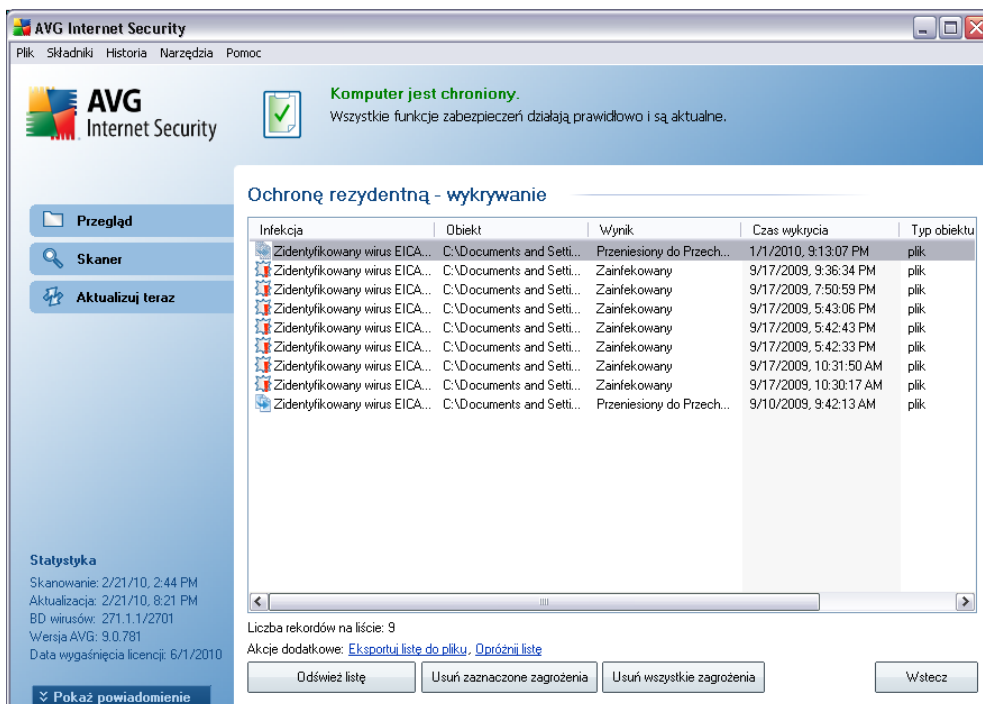 AVG Internet Security
Plik Składniki Historia Narzędzia Pomoc
AVG
Internet Security
Komputer jest chroniony.
Wszystkie funkcje zabezpieczeń działają prawidłowo i są aktualne.
Przegląd
Skaner
Aktualizuj teraz
Ochronę rezydentną - wykrywanie
Infekcja Obiekt Wynik Czas wykrycia Typ obiektu
Zidentyfikowany wirus EICA... C:\Documents and Setti... Przeniesiony do Przech... 1/1/2010, 9:13:07 PM plik
Zidentyfikowany wirus EICA... C:\Documents and Setti... Zainfekowany 9/17/2009, 9:36:34 PM plik
Zidentyfikowany wirus EICA... C:\Documents and Setti... Zainfekowany 9/17/2009, 7:50:59 PM plik
Zidentyfikowany wirus EICA... C:\Documents and Setti... Zainfekowany 9/17/2009, 5:43:06 PM plik
Zidentyfikowany wirus EICA... C:\Documents and Setti... Zainfekowany 9/17/2009, 5:42:43 PM plik
Zidentyfikowany wirus EICA... C:\Documents and Setti... Zainfekowany 9/17/2009, 5:42:33 PM plik
Zidentyfikowany wirus EICA... C:\Documents and Setti... Zainfekowany 9/17/2009, 10:31:50 AM plik
Zidentyfikowany wirus EICA... C:\Documents and Setti... Zainfekowany 9/17/2009, 10:30:17 AM plik
Zidentyfikowany wirus EICA... C:\Documents and Setti... Przeniesiony do Przech... 9/10/2009, 9:42:13 AM plik
Statystyka
Skanowanie: 2/21/10, 2:44 PM
Aktualizacja: 2/21/10, 8:21 PM
BD wirusów: 271.1.1/2701
Wersja AVG: 9.0.781
Data wygaśnięcia licencji: 6/1/2010
Pokaż powiadomienie
Liczba rekordów na liście: 9
Akcje dodatkowe: Eksportuj listę do pliku, Opróżnij listę
Odśwież listę Usuń zaznaczone zagrożenia Usuń wszystkie zagrożenia Wstecz